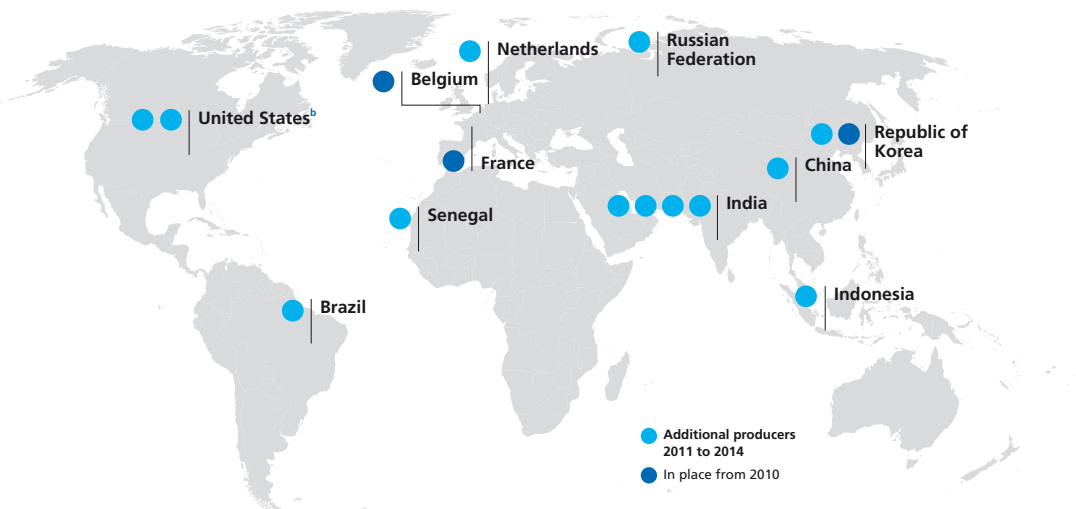 Netherlands
Russian
Federation
Belgium
United Statesᵇ
Republic of
Korea
France
China
India
Senegal
Indonesia
Brazil
Additional producers
2011 to 2014
In place from 2010